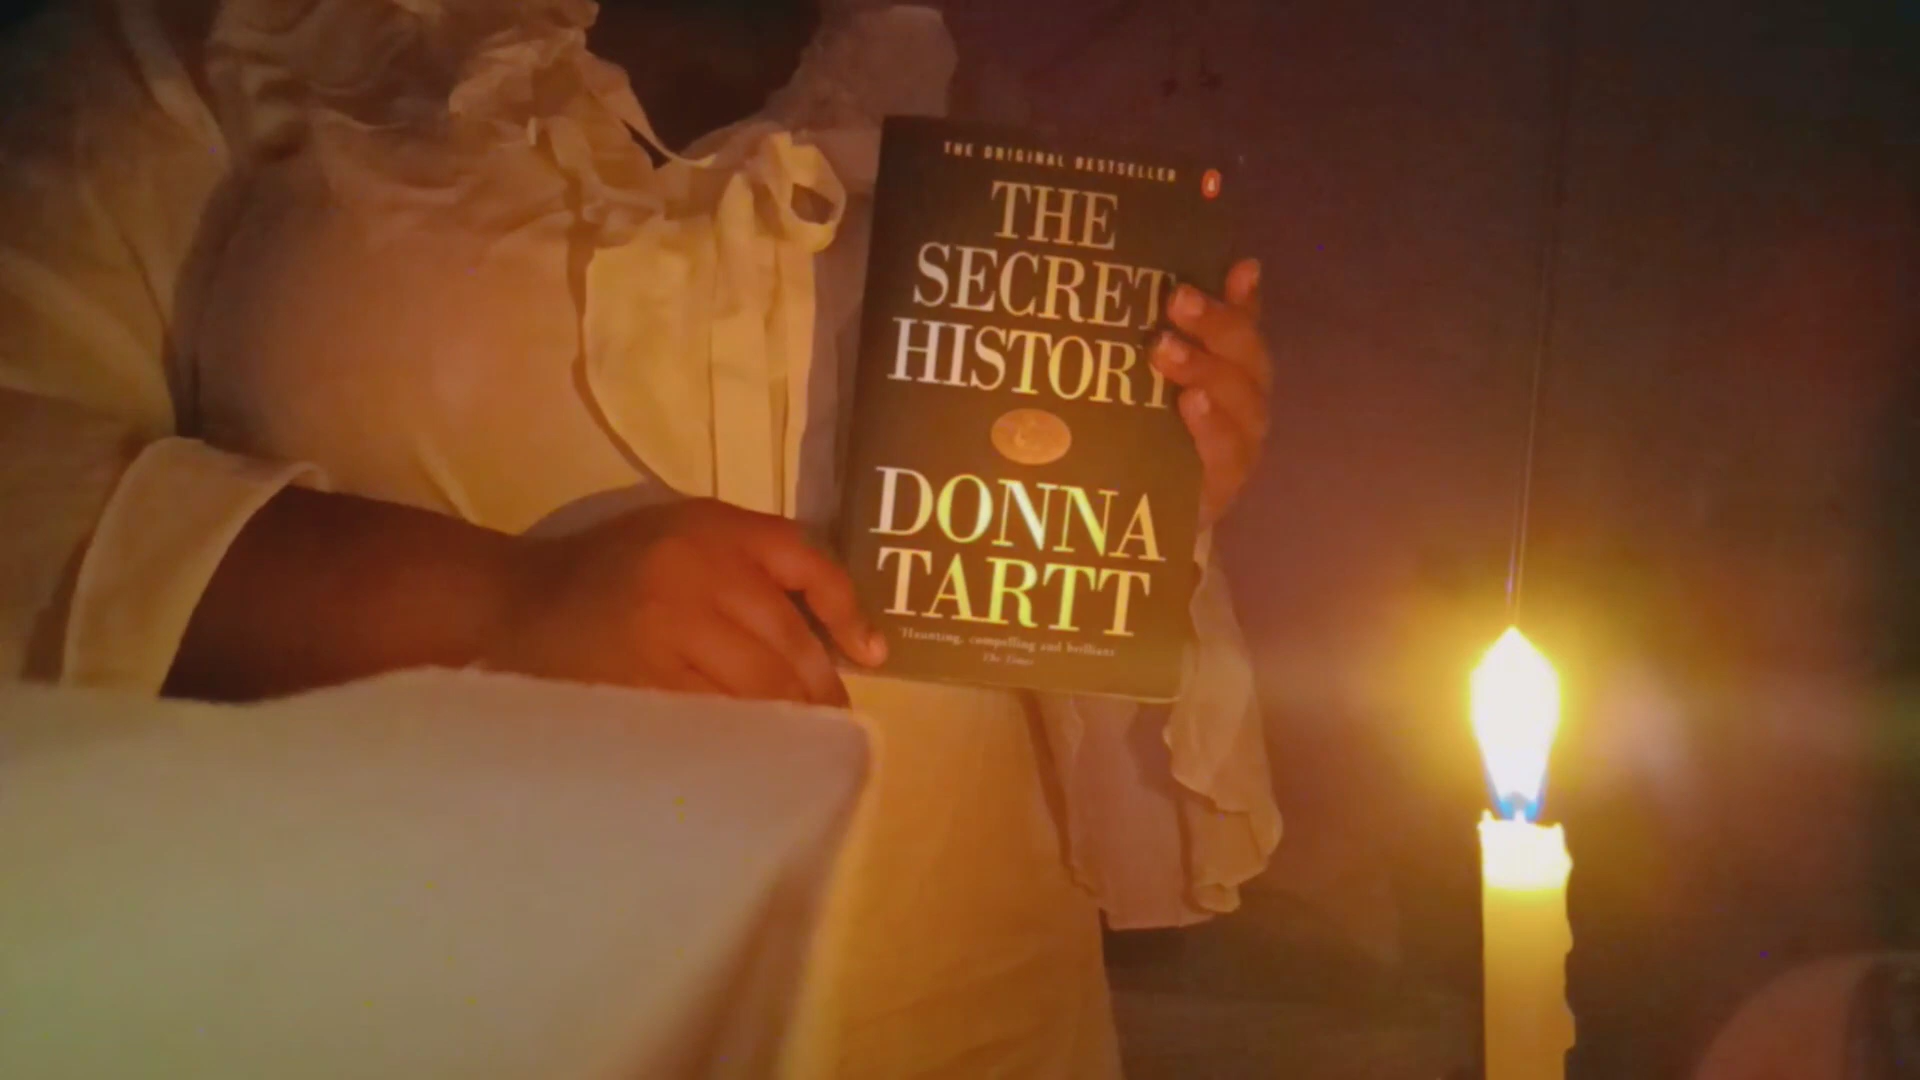 THE ORIGINAL BESTSELLER
THE
SECRET
HISTORY
DONNA
TARTT
'Haunting, compelling and brilliant'
The Times